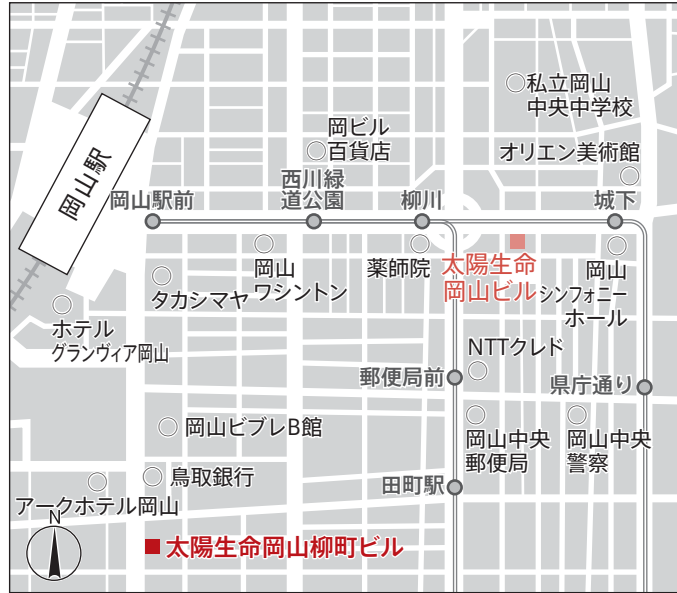 私立岡山
中央中学校
岡ビル
百貨店
オリエン美術館
岡山駅
西川緑
道公園
岡山駅前
柳川
城下
岡山
ワシントン
薬師院
太陽生命
岡山ビル
岡山
シンフォニー
ホール
タカシマヤ
ホテル
グランヴィア岡山
NTTクレド
郵便局前
県庁通り
岡山ビブレB館
岡山中央
郵便局
岡山中央
警察
鳥取銀行
田町駅
アークホテル岡山
N
太陽生命岡山柳町ビル